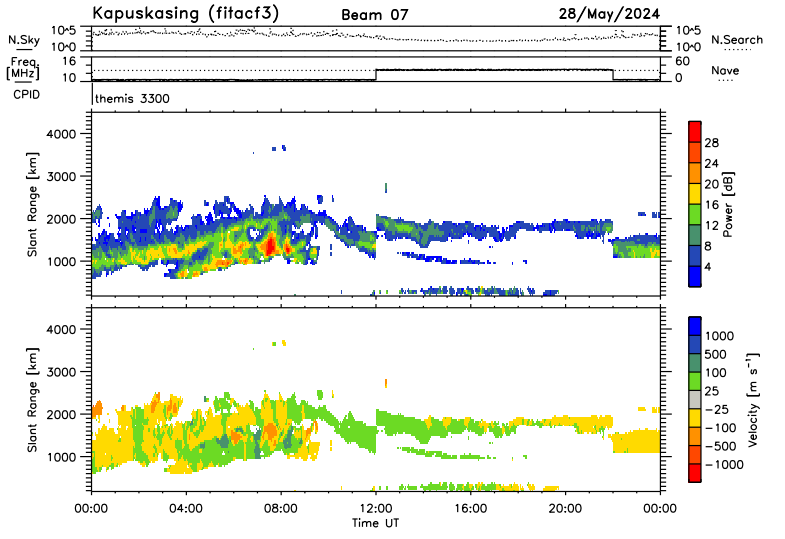 Kapuskasing (fitacf3) Beam 07 28/May/2024
N.Sky 10^5 10^0 10^5 10^0 N.Search
Freq. [MHz] 16 10 60 0 Nave
CPID themis 3300
Slant Range [km]
4000
3000
2000
1000
28
24
20
16
12
8
4
Power [dB]
Slant Range [km]
4000
3000
2000
1000
1000
500
100
25
-25
-100
-500
-1000
Velocity [m s⁻¹]
00:00 04:00 08:00 12:00 16:00 20:00 00:00
Time UT